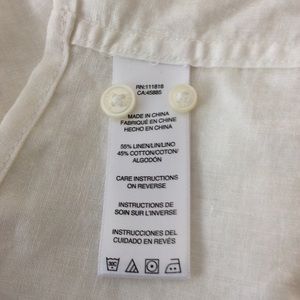 RN:111818
CA:45885
MADE IN CHINA
FABRIQUÉ EN CHINE
HECHO EN CHINA
55% LINEN/LIN/LINO
45% COTTON/COTON/
ALGODÓN
CARE INSTRUCTIONS
ON REVERSE
INSTRUCTIONS DE
SOIN SUR L'INVERSE
INSTRUCCIONES DEL
CUIDADO EN REVÉS
30C